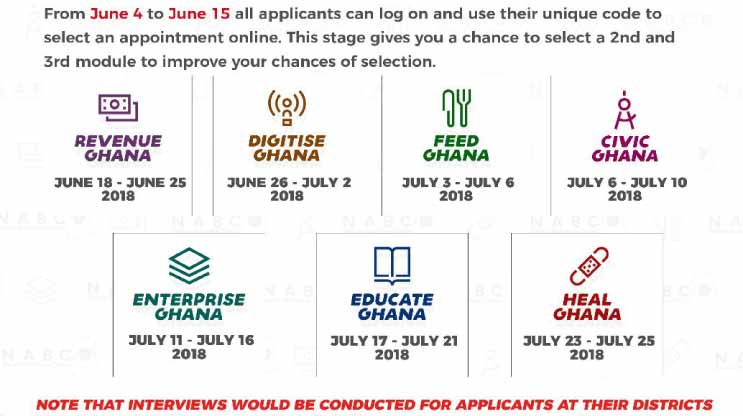 From June 4 to June 15 all applicants can log on and use their unique code to
select an appointment online. This stage gives you a chance to select a 2nd and
3rd module to improve your chances of selection.
REVENUE
GHANA
JUNE 18 - JUNE 25
2018
DIGITISE
GHANA
JUNE 26 - JULY 2
2018
FEED
GHANA
JULY 3 - JULY 6
2018
CIVIC
GHANA
JULY 6 - JULY 10
2018
NABCO
ENTERPRISE
GHANA
JULY 11 - JULY 16
2018
EDUCATE
GHANA
JULY 17 - JULY 21
2018
HEAL
GHANA
JULY 23 - JULY 25
2018
NOTE THAT INTERVIEWS WOULD BE CONDUCTED FOR APPLICANTS AT THEIR DISTRICTS